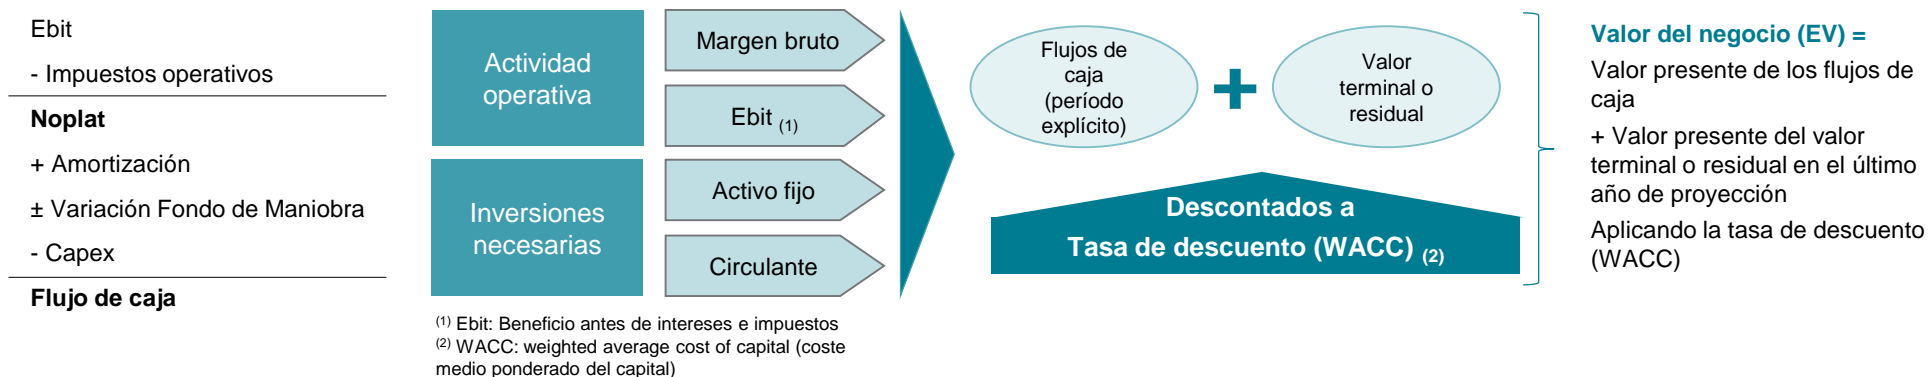 Ebit
- Impuestos operativos
Noplat
+ Amortización
± Variación Fondo de Maniobra
- Capex
Flujo de caja
Actividad
operativa
Inversiones
necesarias
Margen bruto
Ebit (1)
Activo fijo
Circulante
(1) Ebit: Beneficio antes de intereses e impuestos
(2) WACC: weighted average cost of capital (coste
medio ponderado del capital)
Flujos de
caja
(período
explícito)
+
Valor
terminal o
residual
Descontados a
Tasa de descuento (WACC) (2)
Valor del negocio (EV) =
Valor presente de los flujos de
caja
+ Valor presente del valor
terminal o residual en el último
año de proyección
Aplicando la tasa de descuento
(WACC)